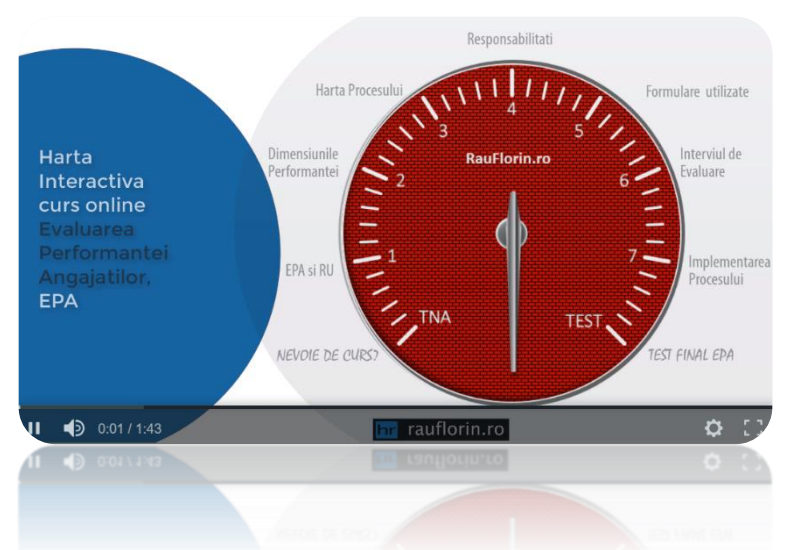 Harta
Interactiva
curs online
Evaluarea
Performantei
Angajatilor,
EPA
Responsabilitati
Harta Procesului
Formulare utilizate
Dimensiunile
Performantei
Interviul de
Evaluare
EPA si RU
Implementarea
Procesului
NEVOIE DE CURS?
TEST FINAL EPA
4
3
5
RauFlorin.ro
2
6
1
7
TNA
TEST
0:01 / 1:43
hr rauflorin.ro